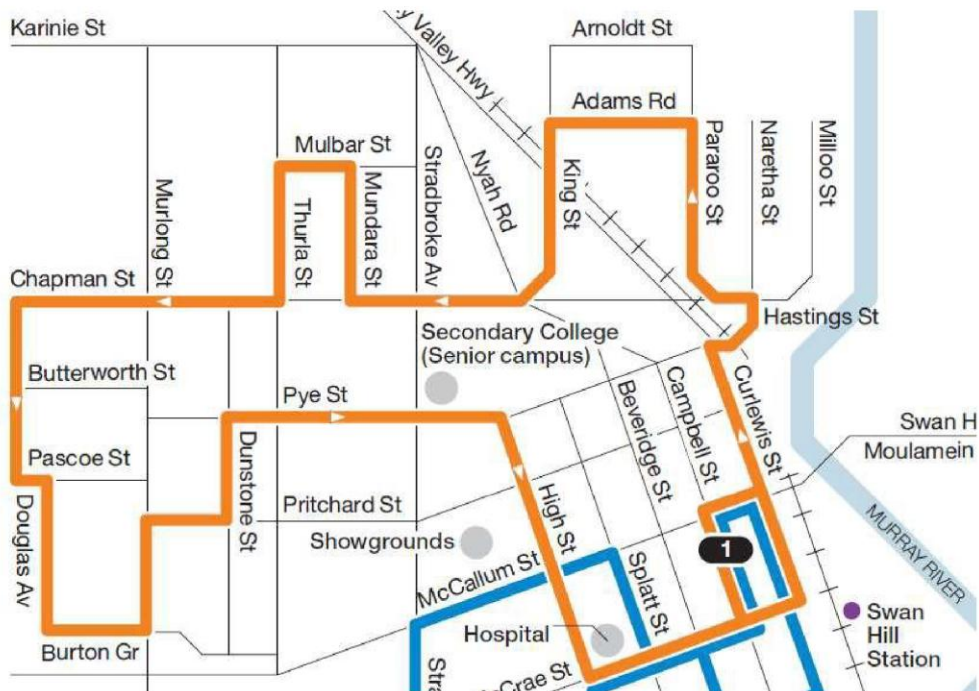 Karinie St
Valley Hwy
Arnoldt St
Adams Rd
Mulbar St
Murlong St
Thurla St
Mundara St
Stradbroke Av
Nyah Rd
King St
Pararoo St
Naretha St
Milloo St
Chapman St
Hastings St
Secondary College
(Senior campus)
Butterworth St
Pye St
Beveridge St
Campbell St
Curlewis St
Swan H
Moulamein
Pascoe St
Dunstone St
Pritchard St
High St
Douglas Av
Showgrounds
1
MURRAY RIVER
McCallum St
Splatt St
Hospital
Swan
Hill
Station
Burton Gr
Stra
cCrae St